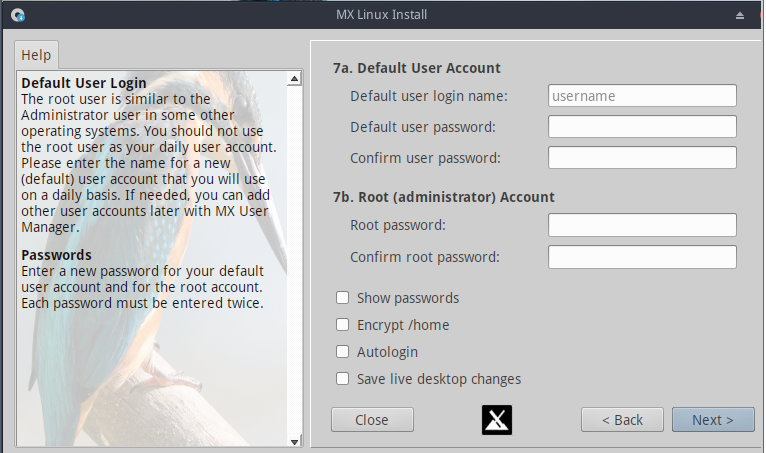 MX Linux Install
Help
Default User Login
The root user is similar to the
Administrator user in some other
operating systems. You should not use
the root user as your daily user account.
Please enter the name for a new
(default) user account that you will use
on a daily basis. If needed, you can add
other user accounts later with MX User
Manager.
Passwords
Enter a new password for your default
user account and for the root account.
Each password must be entered twice.
7a. Default User Account
Default user login name: username
Default user password:
Confirm user password:
7b. Root (administrator) Account
Root password:
Confirm root password:
Show passwords
Encrypt /home
Autologin
Save live desktop changes
Close
< Back
Next >